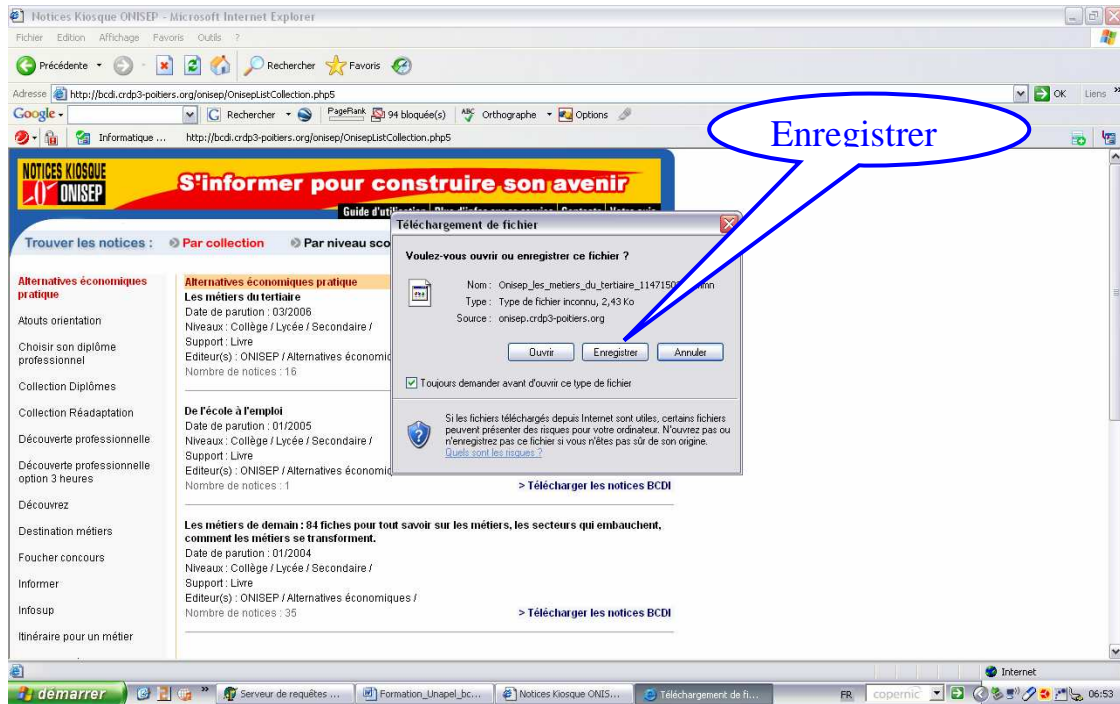 Notices Kiosque ONISEP - Microsoft Internet Explorer
Fichier Edition Affichage Favoris Outils ?
Précédente Rechercher Favoris
Adresse http://bcdi.crdp3-poitiers.org/onisep/OnisepListCollection.php5 OK Liens »
Google - Rechercher PageRank 94 bloquée(s) ABC Orthographe Options
Informatique ... http://bcdi.crdp3-poitiers.org/onisep/OnisepListCollection.php5
Enregistrer
NOTICES KIOSQUE
ONISEP
S'informer pour construire son avenir
Téléchargement de fichier
Trouver les notices : Par collection Par niveau sco
Voulez-vous ouvrir ou enregistrer ce fichier ?
Nom : Onisep_les_metiers_du_tertiaire_114715
Type : Type de fichier inconnu, 2,43 Ko
Source : onisep.crdp3-poitiers.org
Ouvrir Enregistrer Annuler
Toujours demander avant d'ouvrir ce type de fichier
Si les fichiers téléchargés depuis Internet sont utiles, certains fichiers
peuvent présenter des risques pour votre ordinateur. N'ouvrez pas ou
n'enregistrez pas ce fichier si vous n'êtes pas sûr de son origine.
Quels sont les risques ?
Alternatives économiques
pratique
Atouts orientation
Choisir son diplôme
professionnel
Collection Diplômes
Collection Réadaptation
Découverte professionnelle
Découverte professionnelle
option 3 heures
Découvrez
Destination métiers
Foucher concours
Informer
Infosup
Itinéraire pour un métier
Alternatives économiques pratique
Les métiers du tertiaire
Date de parution : 03/2006
Niveaux : Collège / Lycée / Secondaire /
Support : Livre
Editeur(s) : ONISEP / Alternatives économiq
Nombre de notices : 16
De l'école à l'emploi
Date de parution : 01/2005
Niveaux : Collège / Lycée / Secondaire /
Support : Livre
Editeur(s) : ONISEP / Alternatives économiq
Nombre de notices : 1 > Télécharger les notices BCDI
Les métiers de demain : 84 fiches pour tout savoir sur les métiers, les secteurs qui embauchent,
comment les métiers se transforment.
Date de parution : 01/2004
Niveaux : Collège / Lycée / Secondaire /
Support : Livre
Editeur(s) : ONISEP / Alternatives économiques /
Nombre de notices : 35 > Télécharger les notices BCDI
Internet
démarrer » Serveur de requêtes ... Formation_Unapel_bc... Notices Kiosque ONIS... Téléchargement de fi... FR copernic 06:53